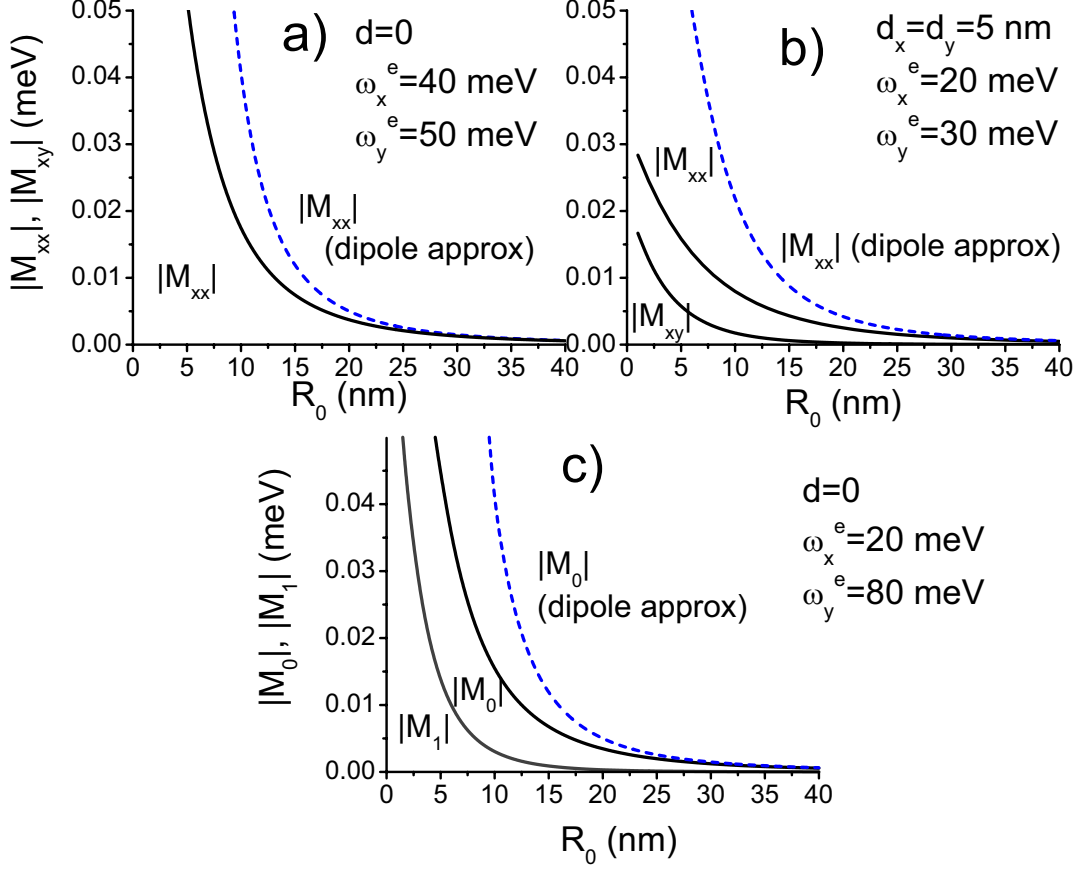 a)
d=0
ω_x^e=40 meV
ω_y^e=50 meV
|M_xx|, |M_xy| (meV)
0.05
0.04
0.03
0.02
0.01
0.00
|M_xx|
(dipole approx)
|M_xx|
0 5 10 15 20 25 30 35 40
R_0 (nm)
b)
d_x=d_y=5 nm
ω_x^e=20 meV
ω_y^e=30 meV
0.05
0.04
0.03
0.02
0.01
0.00
|M_xx|
|M_xx| (dipole approx)
|M_xy|
0 5 10 15 20 25 30 35 40
R_0 (nm)
c)
d=0
ω_x^e=20 meV
ω_y^e=80 meV
|M_0|, |M_1| (meV)
0.04
0.03
0.02
0.01
0.00
|M_0|
(dipole approx)
|M_0|
|M_1|
0 5 10 15 20 25 30 35 40
R_0 (nm)